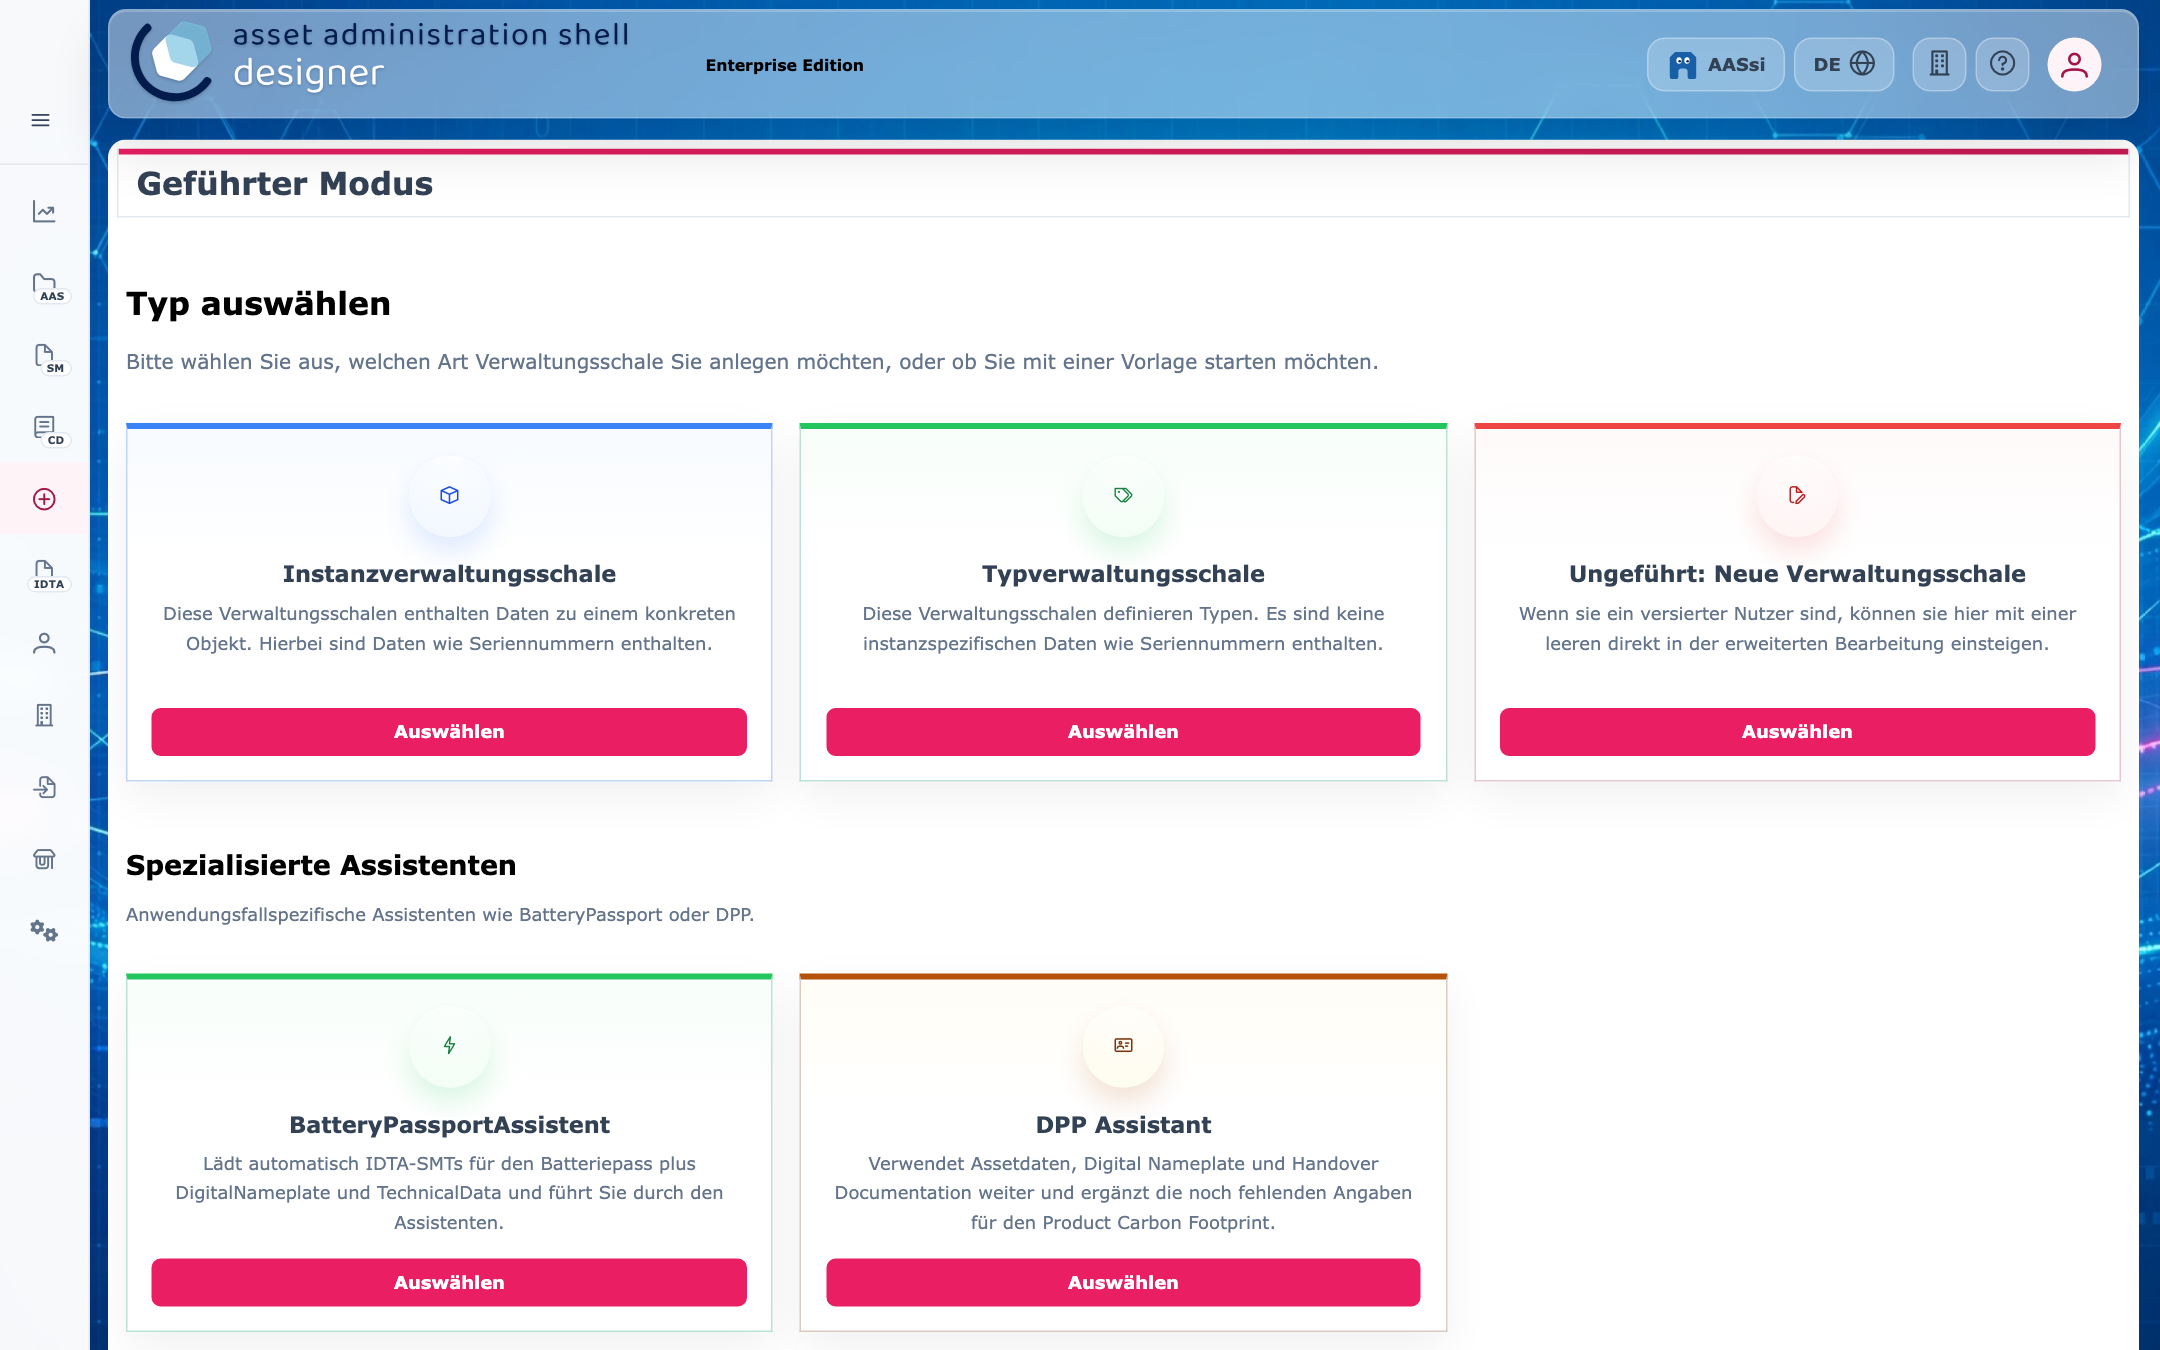 asset administration shell
designer
Enterprise Edition
AASsi
DE
Geführter Modus
AAS
SM
CD
IDTA
Typ auswählen
Bitte wählen Sie aus, welchen Art Verwaltungsschale Sie anlegen möchten, oder ob Sie mit einer Vorlage starten möchten.
Instanzverwaltungsschale
Diese Verwaltungsschalen enthalten Daten zu einem konkreten
Objekt. Hierbei sind Daten wie Seriennummern enthalten.
Auswählen
Typverwaltungsschale
Diese Verwaltungsschalen definieren Typen. Es sind keine
instanzspezifischen Daten wie Seriennummern enthalten.
Auswählen
Ungeführt: Neue Verwaltungsschale
Wenn sie ein versierter Nutzer sind, können sie hier mit einer
leeren direkt in der erweiterten Bearbeitung einsteigen.
Auswählen
Spezialisierte Assistenten
Anwendungsfallspezifische Assistenten wie BatteryPassport oder DPP.
BatteryPassportAssistent
Lädt automatisch IDTA-SMTs für den Batteriepass plus
DigitalNameplate und TechnicalData und führt Sie durch den
Assistenten.
Auswählen
DPP Assistant
Verwendet Assetdaten, Digital Nameplate und Handover
Documentation weiter und ergänzt die noch fehlenden Angaben
für den Product Carbon Footprint.
Auswählen